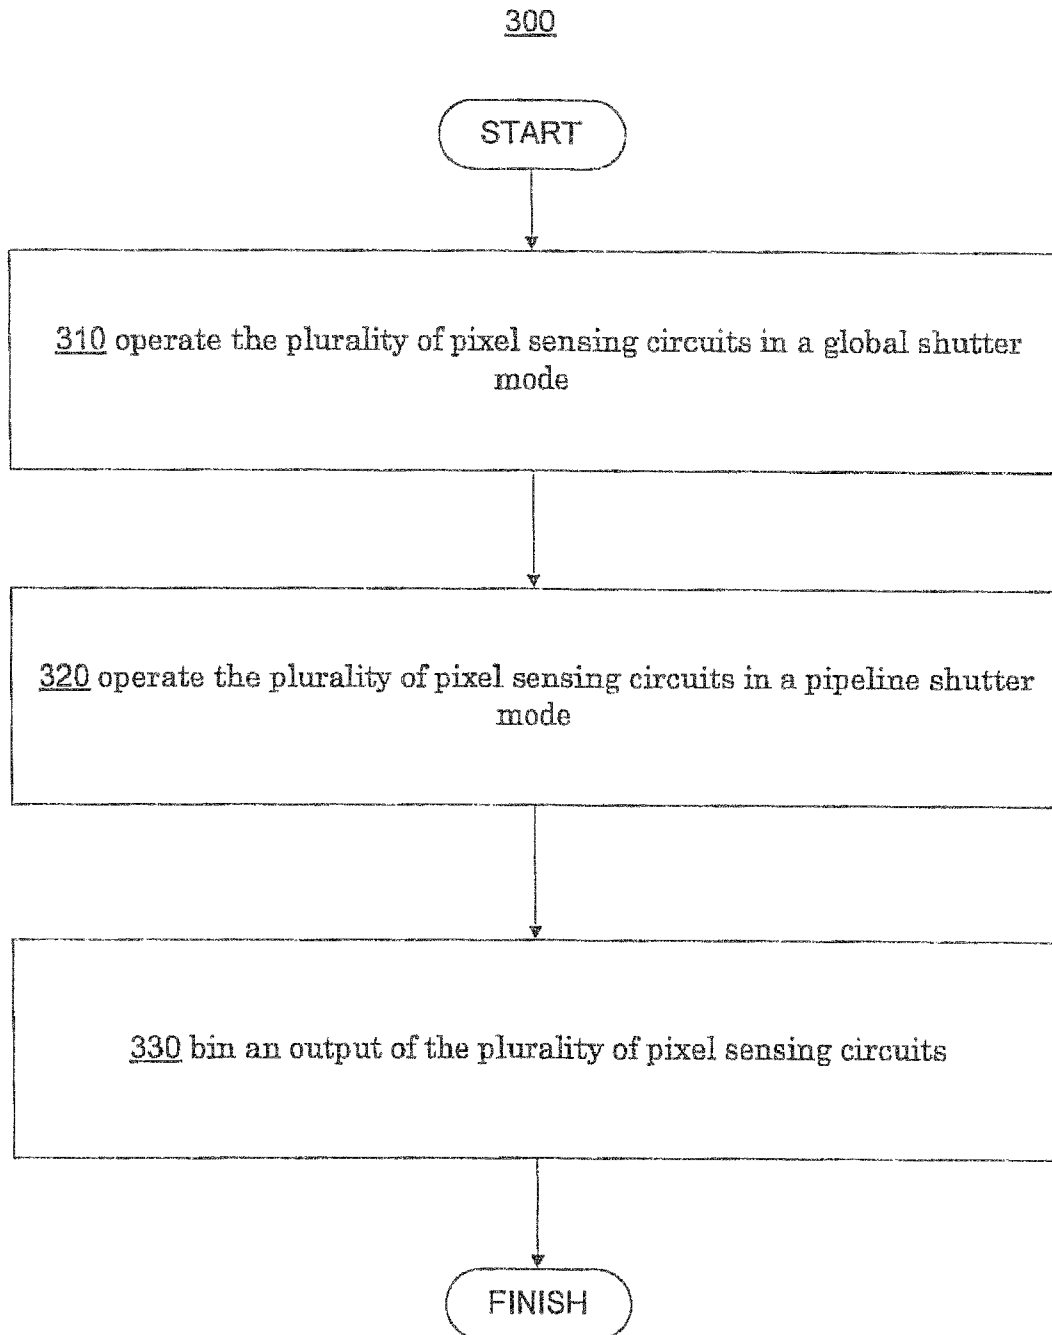 300
START
310 operate the plurality of pixel sensing circuits in a global shutter
mode
320 operate the plurality of pixel sensing circuits in a pipeline shutter
mode
330 bin an output of the plurality of pixel sensing circuits
FINISH